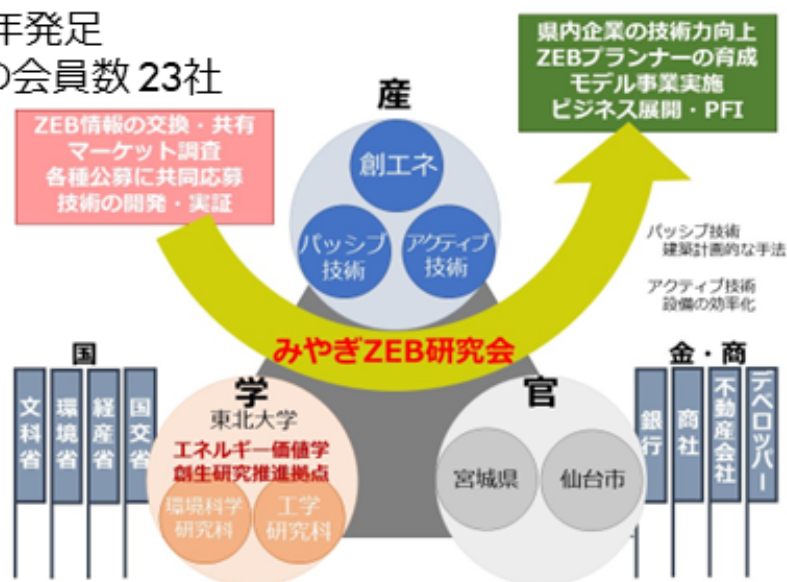 年発足
の会員数 23社
ZEB情報の交換・共有
マーケット調査
各種公募に共同応募
技術の開発・実証
県内企業の技術力向上
ZEBプランナーの育成
モデル事業実施
ビジネス展開・PFI
産
創エネ
パッシブ
技術
アクティブ
技術
パッシブ技術
建築計画的な手法
アクティブ技術
設備の効率化
みやぎZEB研究会
国
文科省
環境省
経産省
国交省
学
東北大学
エネルギー価値学
創生研究推進拠点
環境科学
研究科
工学
研究科
官
宮城県
仙台市
金・商
銀行
商社
不動産会社
デベロッパー